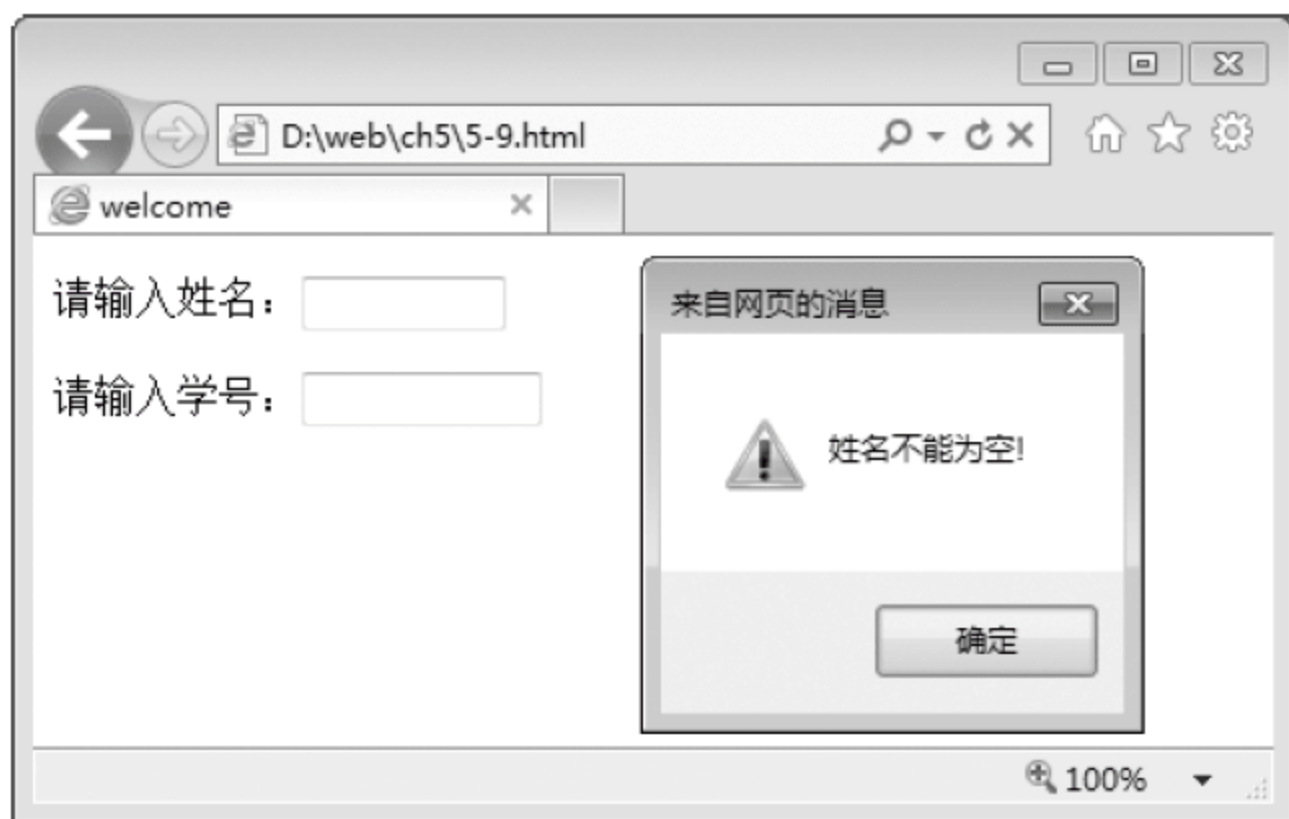 D:\web\ch5\5-9.html
welcome
请输入姓名：
请输入学号：
来自网页的消息
姓名不能为空!
确定
100%